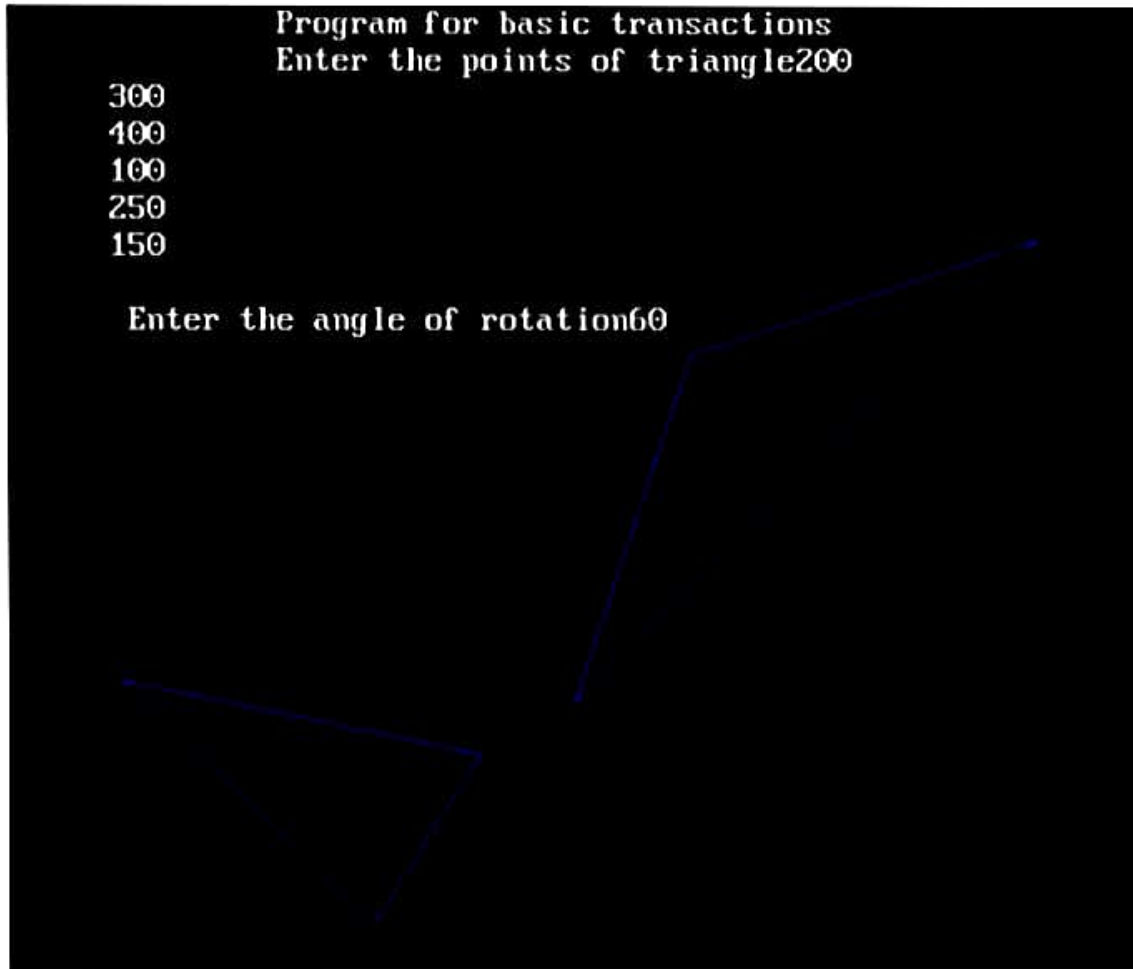 Program for basic transactions
Enter the points of triangle200
300
400
100
250
150
Enter the angle of rotation60